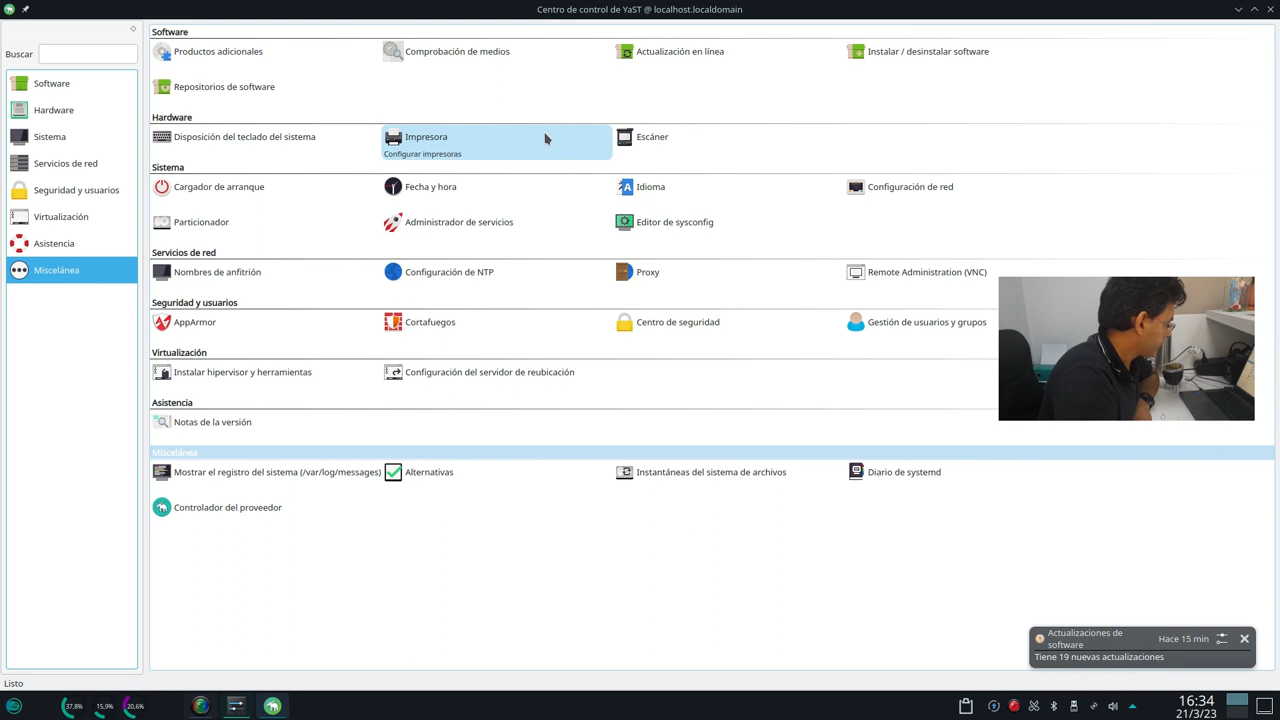 Centro de control de YaST @ localhost.localdomain
Buscar
Software
Hardware
Sistema
Servicios de red
Seguridad y usuarios
Virtualización
Asistencia
Miscelánea
Software
Productos adicionales
Comprobación de medios
Actualización en línea
Instalar / desinstalar software
Repositorios de software
Hardware
Disposición del teclado del sistema
Impresora
Configurar impresoras
Escáner
Sistema
Cargador de arranque
Fecha y hora
Idioma
Configuración de red
Particionador
Administrador de servicios
Editor de sysconfig
Servicios de red
Nombres de anfitrión
Configuración de NTP
Proxy
Remote Administration (VNC)
Seguridad y usuarios
AppArmor
Cortafuegos
Centro de seguridad
Gestión de usuarios y grupos
Virtualización
Instalar hipervisor y herramientas
Configuración del servidor de reubicación
Asistencia
Notas de la versión
Miscelánea
Mostrar el registro del sistema (/var/log/messages)
Alternativas
Instantáneas del sistema de archivos
Diario de systemd
Controlador del proveedor
Actualizaciones de software
Hace 15 min
Tiene 19 nuevas actualizaciones
Listo
37,8%
15,9%
20,6%
16:34
21/3/23